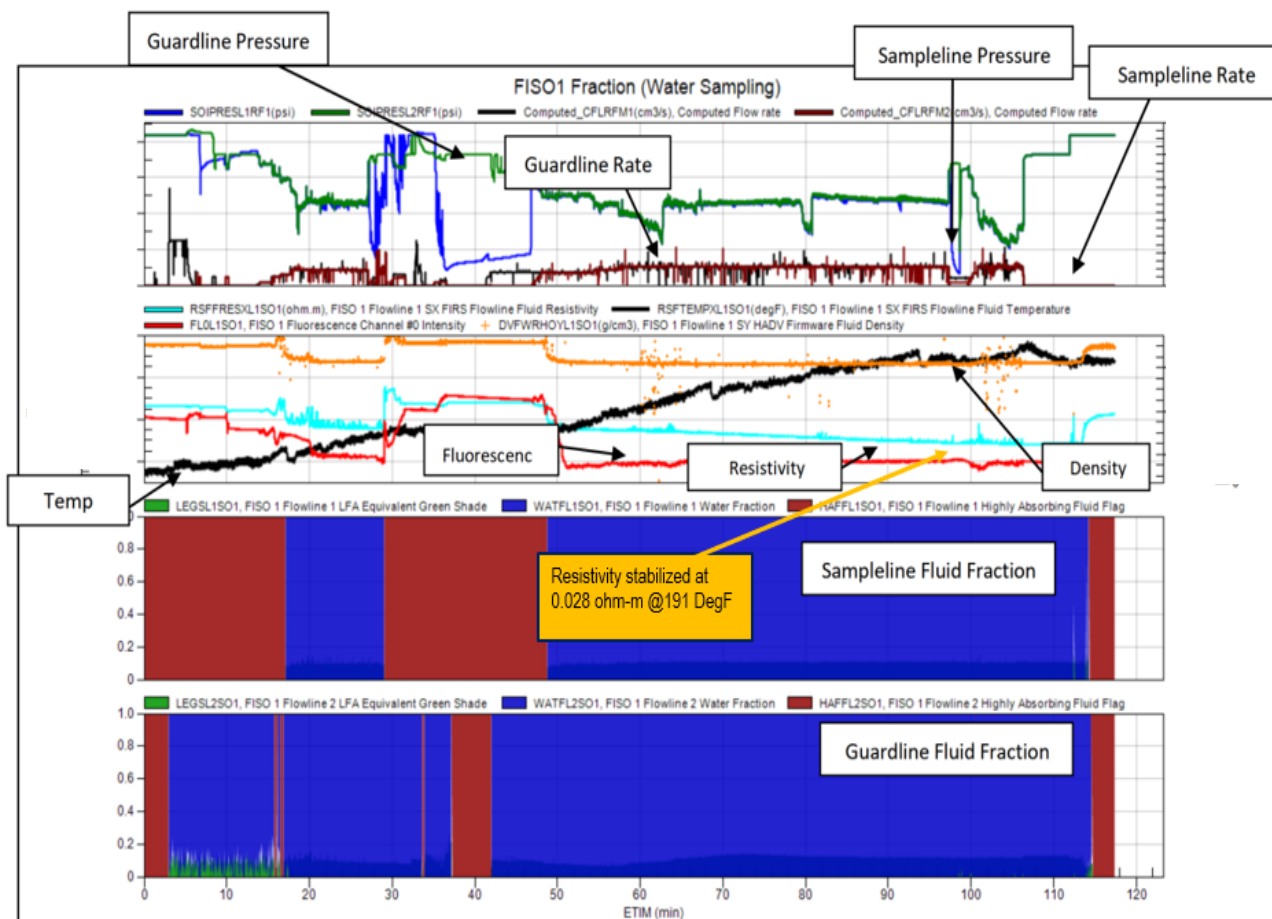 Guardline Pressure
Sampleline Pressure
Sampleline Rate
FISO1 Fraction (Water Sampling)
SOIPRESL1RF1(psi) SOIPRESL2RF1(psi) Computed_CFLRFM1(cm3/s), Computed Flow rate Computed_CFLRFM2(cm3/s), Computed Flow rate
Guardline Rate
RSFFRESXL1SO1(ohm.m), FISO 1 Flowline 1 SX FIRS Flowline Fluid Resistivity RSFTEMPXL1SO1(degF), FISO 1 Flowline 1 SX FIRS Flowline Fluid Temperature
FL0L1SO1, FISO 1 Fluorescence Channel #0 Intensity DVFWRHOYL1SO1(g/cm3), FISO 1 Flowline 1 SY HADV Firmware Fluid Density
Fluorescenc
Resistivity
Density
Temp
LEGSL1SO1, FISO 1 Flowline 1 LFA Equivalent Green Shade WATFL1SO1, FISO 1 Flowline 1 Water Fraction HAFFL1SO1, FISO 1 Flowline 1 Highly Absorbing Fluid Flag
0.8
0.6
0.4
0.2
0
Resistivity stabilized at
0.028 ohm-m @191 DegF
Sampleline Fluid Fraction
LEGSL2SO1, FISO 1 Flowline 2 LFA Equivalent Green Shade WATFL2SO1, FISO 1 Flowline 2 Water Fraction HAFFL2SO1, FISO 1 Flowline 2 Highly Absorbing Fluid Flag
1.0
0.8
0.6
0.4
0.2
0
Guardline Fluid Fraction
0 10 20 30 40 50 60 70 80 90 100 110 120
ETIM (min)